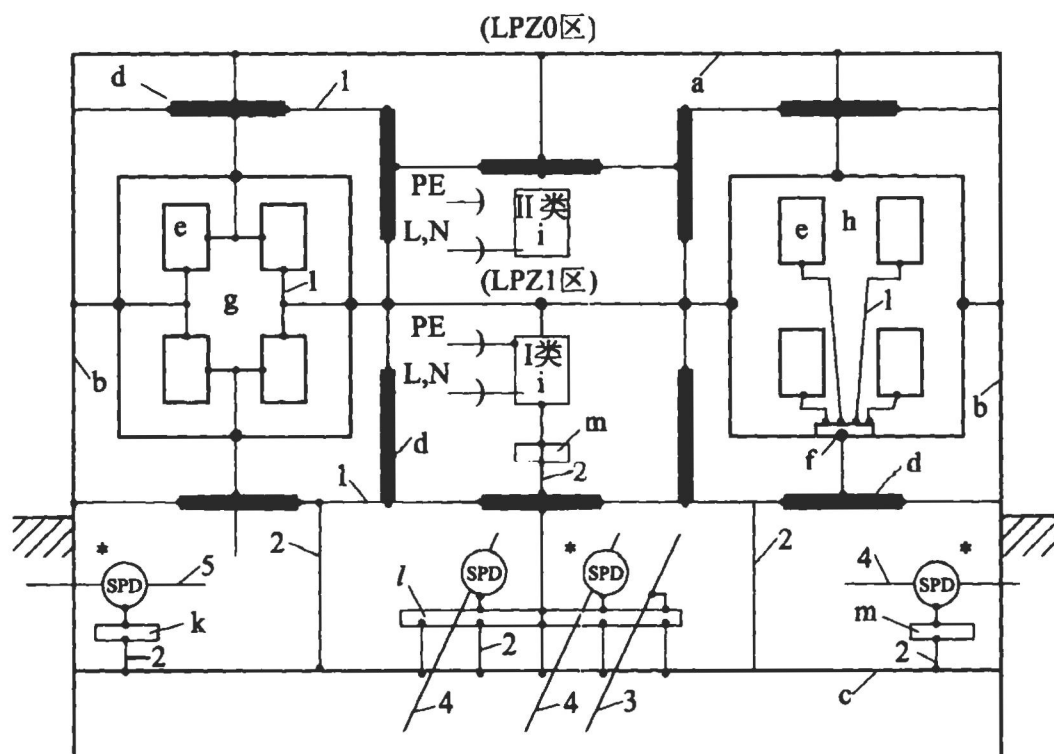 (LPZ0区)
d
1
a
PE
II类
L,N
i
e
e
h
(LPZ1区)
1
g
1
PE
I类
L,N
i
b
b
m
d
f
d
1
2
*
2
*
2
*
5
SPD
l
SPD
SPD
4
SPD
k
m
2
2
2
c
4
4
3